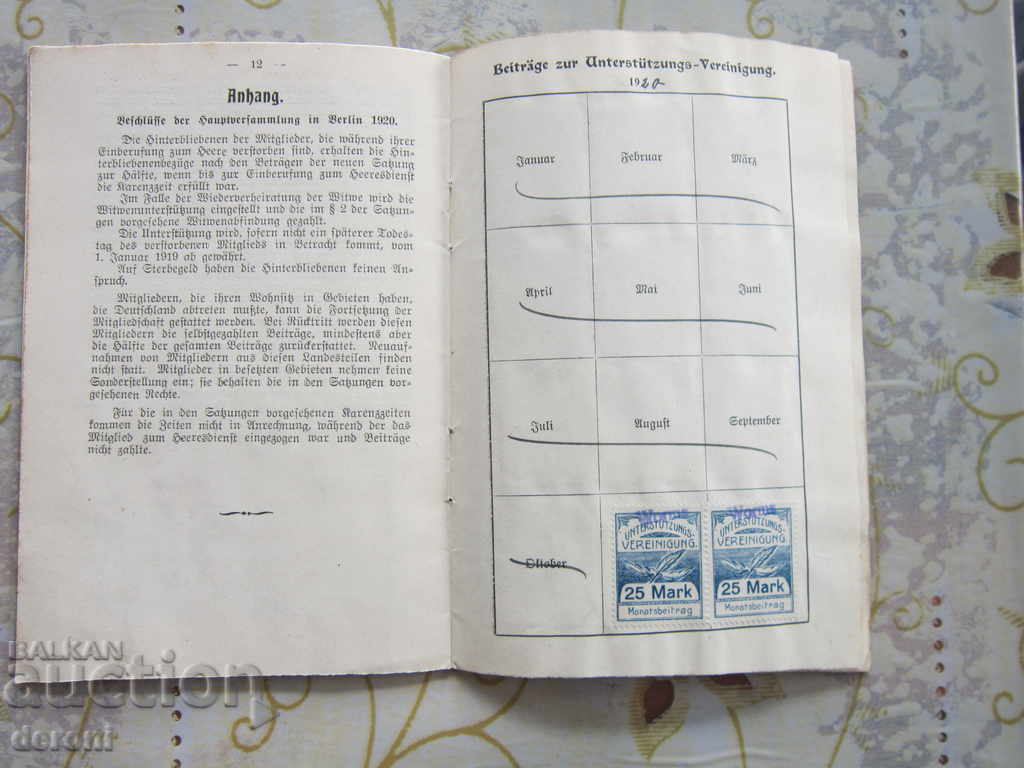 — 12 —
Anhang.
Beschlüsse der Hauptversammlung in Berlin 1920.
Die Hinterbliebenen der Mitglieder, die während ihrer
Einberufung zum Heere verstorben sind, erhalten die Hin-
terbliebenenbezüge nach den Beträgen der neuen Satzung
zur Hälfte, wenn bis zur Einberufung zum Heeresdienst
die Karenzzeit erfüllt war.
Im Falle der Wiederverheiratung der Witwe wird die
Witwenunterstützung eingestellt und die im § 2 der Satzun-
gen vorgesehene Witwenabfindung gezahlt.
Die Unterstützung wird, sofern nicht ein späterer Todes-
tag des verstorbenen Mitglieds in Betracht kommt, vom
1. Januar 1919 ab gewährt.
Auf Sterbegeld haben die Hinterbliebenen keinen An-
spruch.
Mitgliedern, die ihren Wohnsitz in Gebieten haben,
die Deutschland abtreten mußte, kann die Fortsetzung der
Mitgliedschaft gestattet werden. Bei Rücktritt werden diesen
Mitgliedern die selbstgezahlten Beiträge, mindestens aber
die Hälfte der gesamten Beiträge zurückerstattet. Neuauf-
nahmen von Mitgliedern aus diesen Landesteilen finden
nicht statt. Mitglieder in besetzten Gebieten nehmen keine
Sonderstellung ein; sie behalten die in den Satzungen vor-
gesehenen Rechte.
Für die in den Satzungen vorgesehenen Karenzzeiten
kommen die Zeiten nicht in Anrechnung, während der das
Mitglied zum Heeresdienst eingezogen war und Beiträge
nicht zahlte.
Beiträge zur Unterstützungs-Vereinigung.
1920
Januar Februar März
April Mai Juni
Juli August September
Oktober
Worms Worms
UNTERSTÜTZUNGS- UNTERSTÜTZUNGS-
VEREINIGUNG. VEREINIGUNG.
25 Mark 25 Mark
Monatsbeitrag Monatsbeitrag
BALKAN
auction
deroni